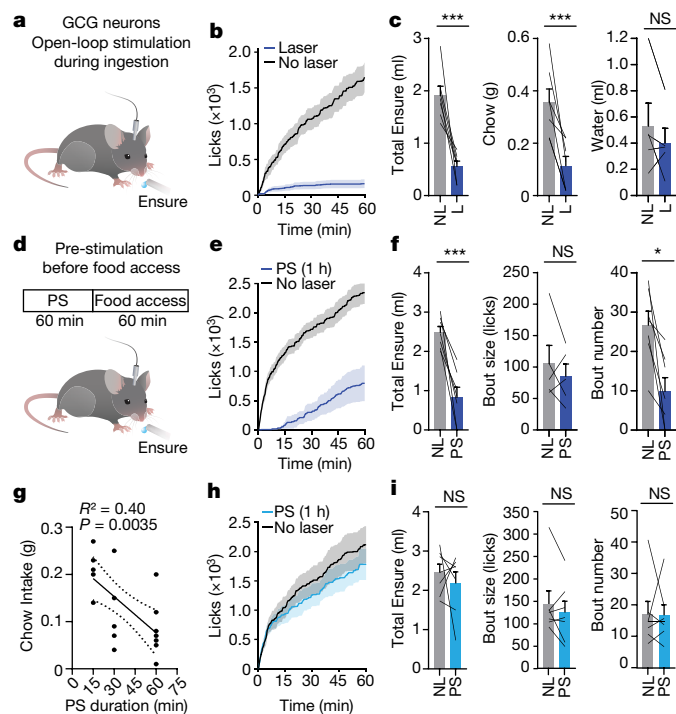 a
GCG neurons
Open-loop stimulation
during ingestion
Ensure
b
Laser
No laser
Licks (×10³)
2.0
1.5
1.0
0.5
0
0 15 30 45 60
Time (min)
c
***
Total Ensure (ml)
3
2
1
0
NL L
***
Chow (g)
0.6
0.4
0.2
0
NL L
NS
Water (ml)
1.2
1.0
0.8
0.6
0.4
0.2
0
NL L
d
Pre-stimulation
before food access
PS Food access
60 min 60 min
Ensure
e
PS (1 h)
No laser
Licks (×10³)
2.5
2.0
1.5
1.0
0.5
0
0 15 30 45 60
Time (min)
f
***
Total Ensure (ml)
4
3
2
1
0
NL PS
NS
Bout size (licks)
250
200
150
100
50
0
NL PS
*
Bout number
40
30
20
10
0
NL PS
g
R² = 0.40
P = 0.0035
Chow Intake (g)
0.3
0.2
0.1
0
0 15 30 45 60 75
PS duration (min)
h
PS (1 h)
No laser
Licks (×10³)
2.5
2.0
1.5
1.0
0.5
0
0 15 30 45 60
Time (min)
i
NS
Total Ensure (ml)
4
3
2
1
0
NL PS
NS
Bout size (licks)
350
300
250
200
150
100
50
0
NL PS
NS
Bout number
50
40
30
20
10
0
NL PS